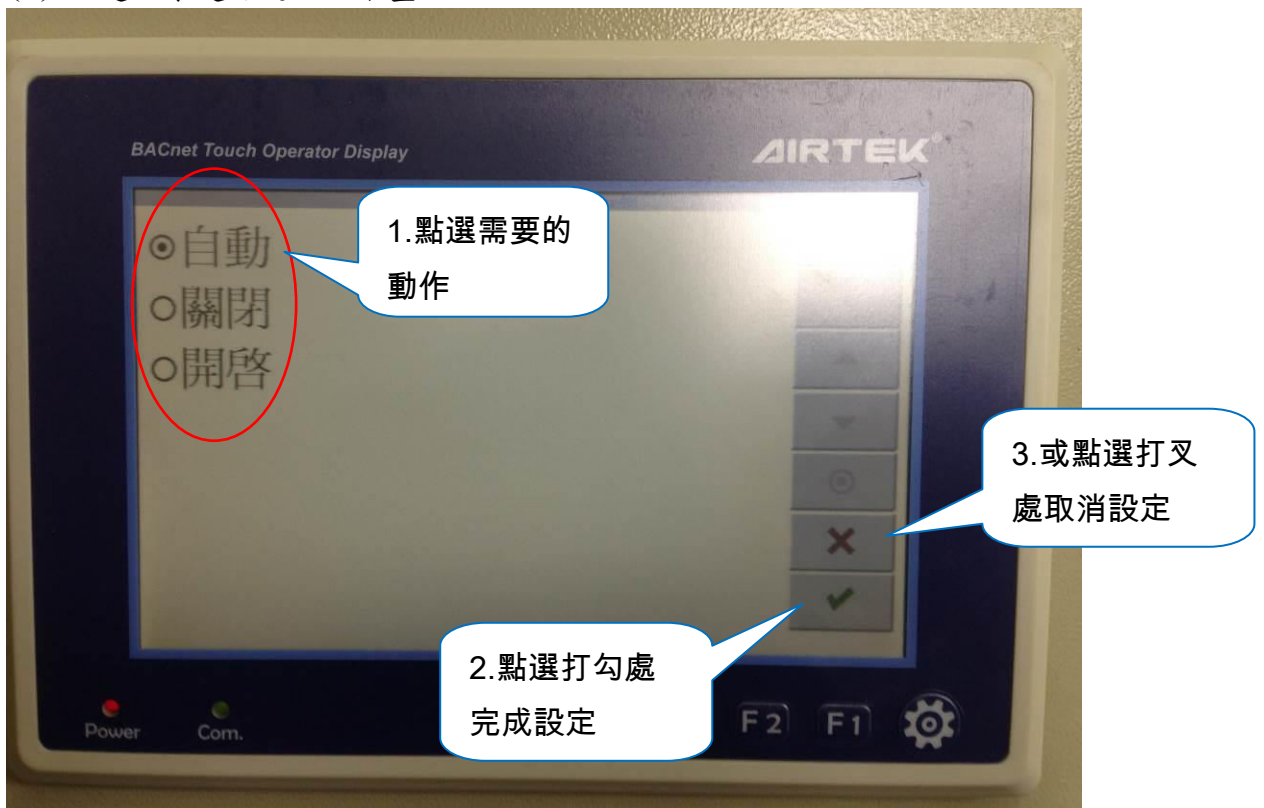 BACnet Touch Operator Display
AIRTEK®
自動
關閉
開啓
1.點選需要的
動作
3.或點選打叉
處取消設定
2.點選打勾處
完成設定
Power
Com.
F2
F1